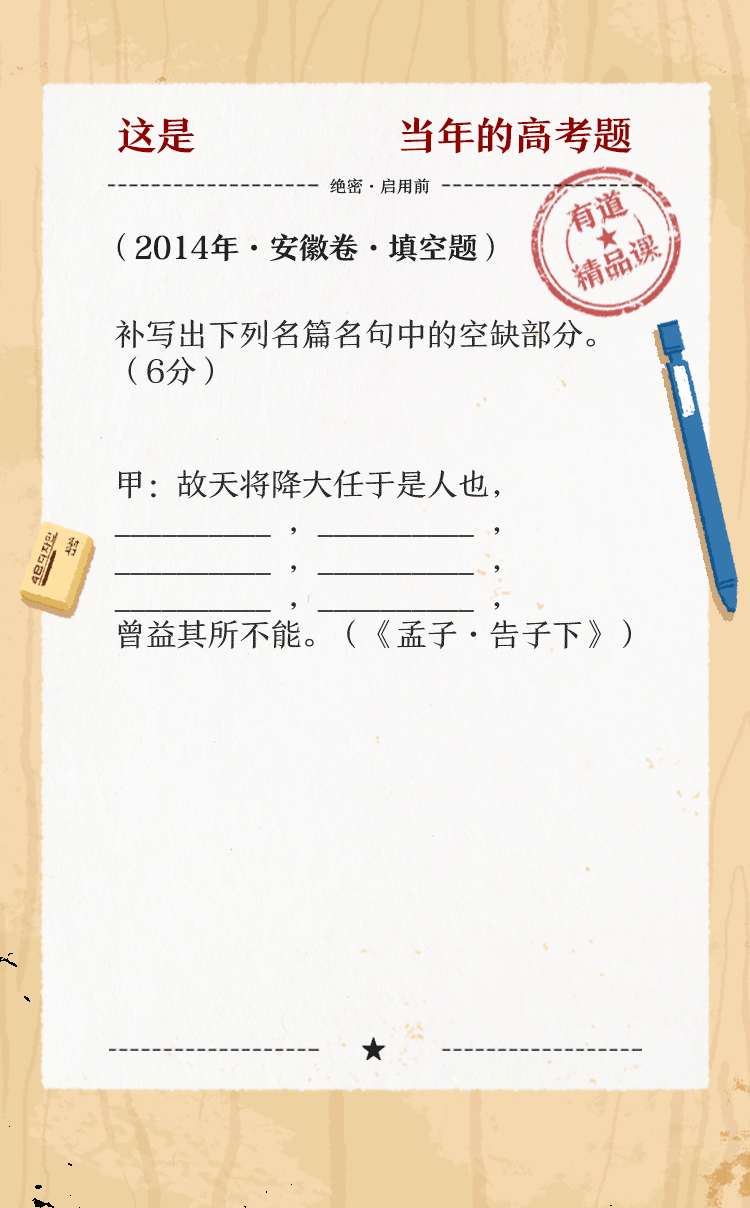 这是 当年的高考题
绝密·启用前
（2014年·安徽卷·填空题）
有道
精品课
补写出下列名篇名句中的空缺部分。
（6分）
甲：故天将降大任于是人也，
__________ ，__________ ，
__________ ，__________ ，
__________ ，__________ ，
曾益其所不能。（《孟子·告子下》）